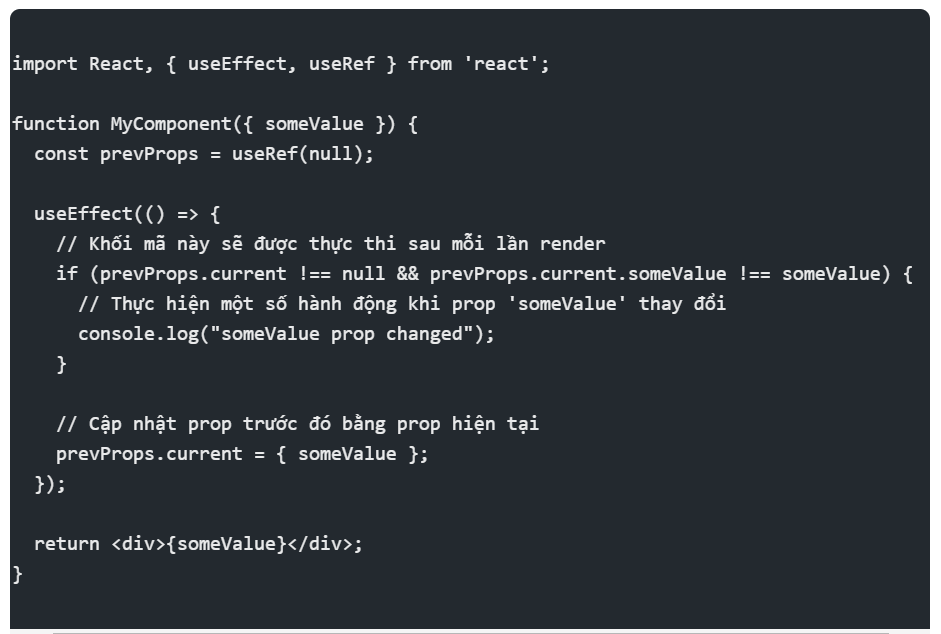 import React, { useEffect, useRef } from 'react';
function MyComponent({ someValue }) {
  const prevProps = useRef(null);
  useEffect(() => {
    // Khối mã này sẽ được thực thi sau mỗi lần render
    if (prevProps.current !== null && prevProps.current.someValue !== someValue) {
      // Thực hiện một số hành động khi prop 'someValue' thay đổi
      console.log("someValue prop changed");
    }
    // Cập nhật prop trước đó bằng prop hiện tại
    prevProps.current = { someValue };
  });
  return <div>{someValue}</div>;
}